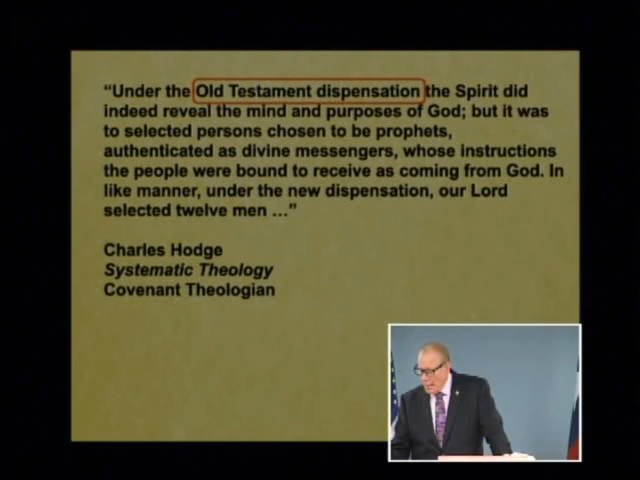 “Under the Old Testament dispensation the Spirit did
indeed reveal the mind and purposes of God; but it was
to selected persons chosen to be prophets,
authenticated as divine messengers, whose instructions
the people were bound to receive as coming from God. In
like manner, under the new dispensation, our Lord
selected twelve men …”
Charles Hodge
Systematic Theology
Covenant Theologian